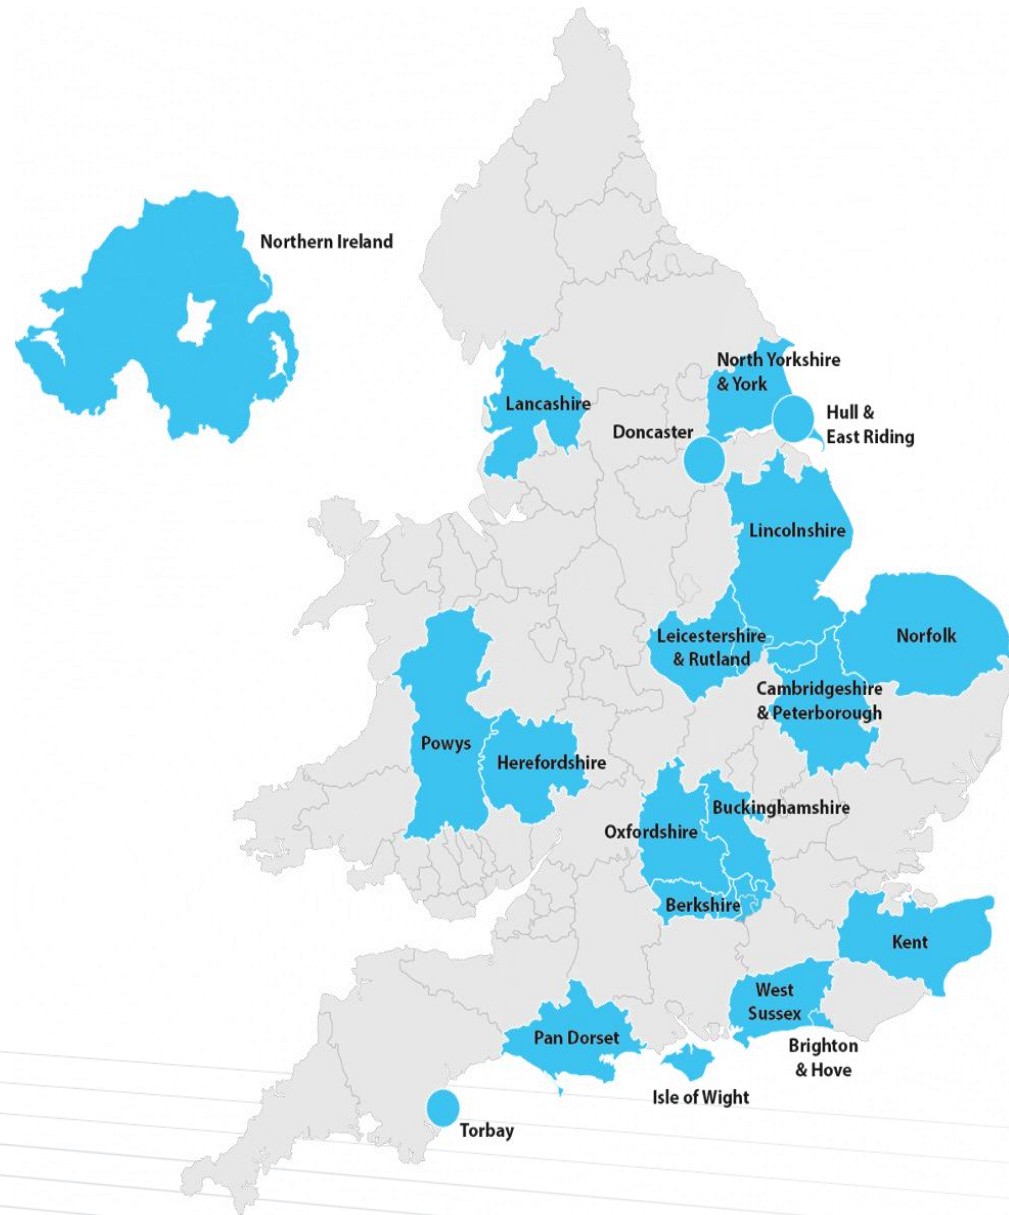 Northern Ireland
North Yorkshire
& York
Lancashire
Hull &
East Riding
Doncaster
Lincolnshire
Leicestershire
& Rutland
Norfolk
Cambridgeshire
& Peterborough
Powys
Herefordshire
Buckinghamshire
Oxfordshire
Berkshire
Kent
West
Sussex
Pan Dorset
Brighton
& Hove
Isle of Wight
Torbay